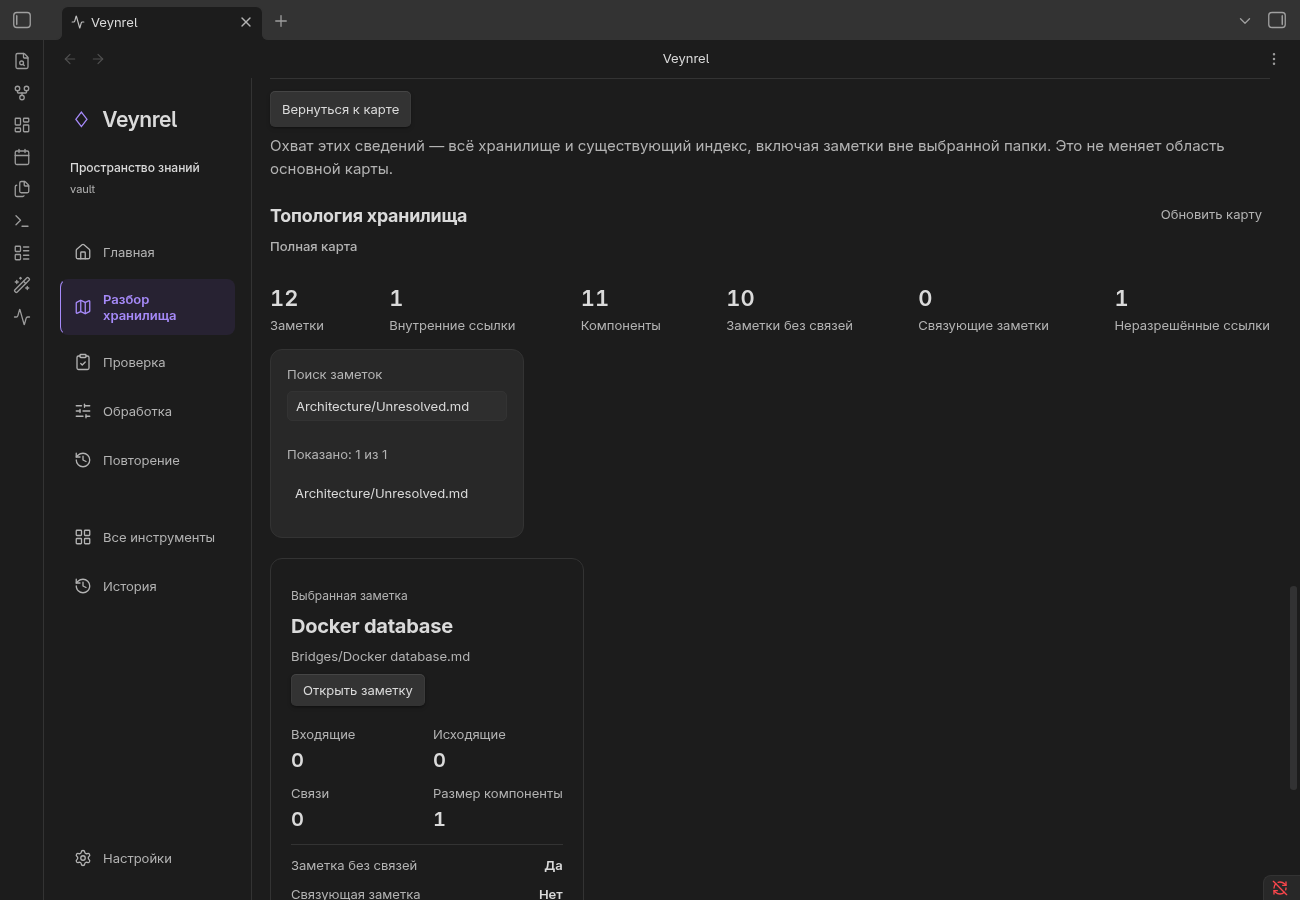 Veynrel
Veynrel
Veynrel
Пространство знаний
vault
Главная
Разбор
хранилища
Проверка
Обработка
Повторение
Все инструменты
История
Настройки
Вернуться к карте
Охват этих сведений — всё хранилище и существующий индекс, включая заметки вне выбранной папки. Это не меняет область
основной карты.
Топология хранилища
Обновить карту
Полная карта
12
Заметки
1
Внутренние ссылки
11
Компоненты
10
Заметки без связей
0
Связующие заметки
1
Неразрешённые ссылки
Поиск заметок
Architecture/Unresolved.md
Показано: 1 из 1
Architecture/Unresolved.md
Выбранная заметка
Docker database
Bridges/Docker database.md
Открыть заметку
Входящие
0
Исходящие
0
Связи
0
Размер компоненты
1
Заметка без связей Да
Связующая заметка Нет